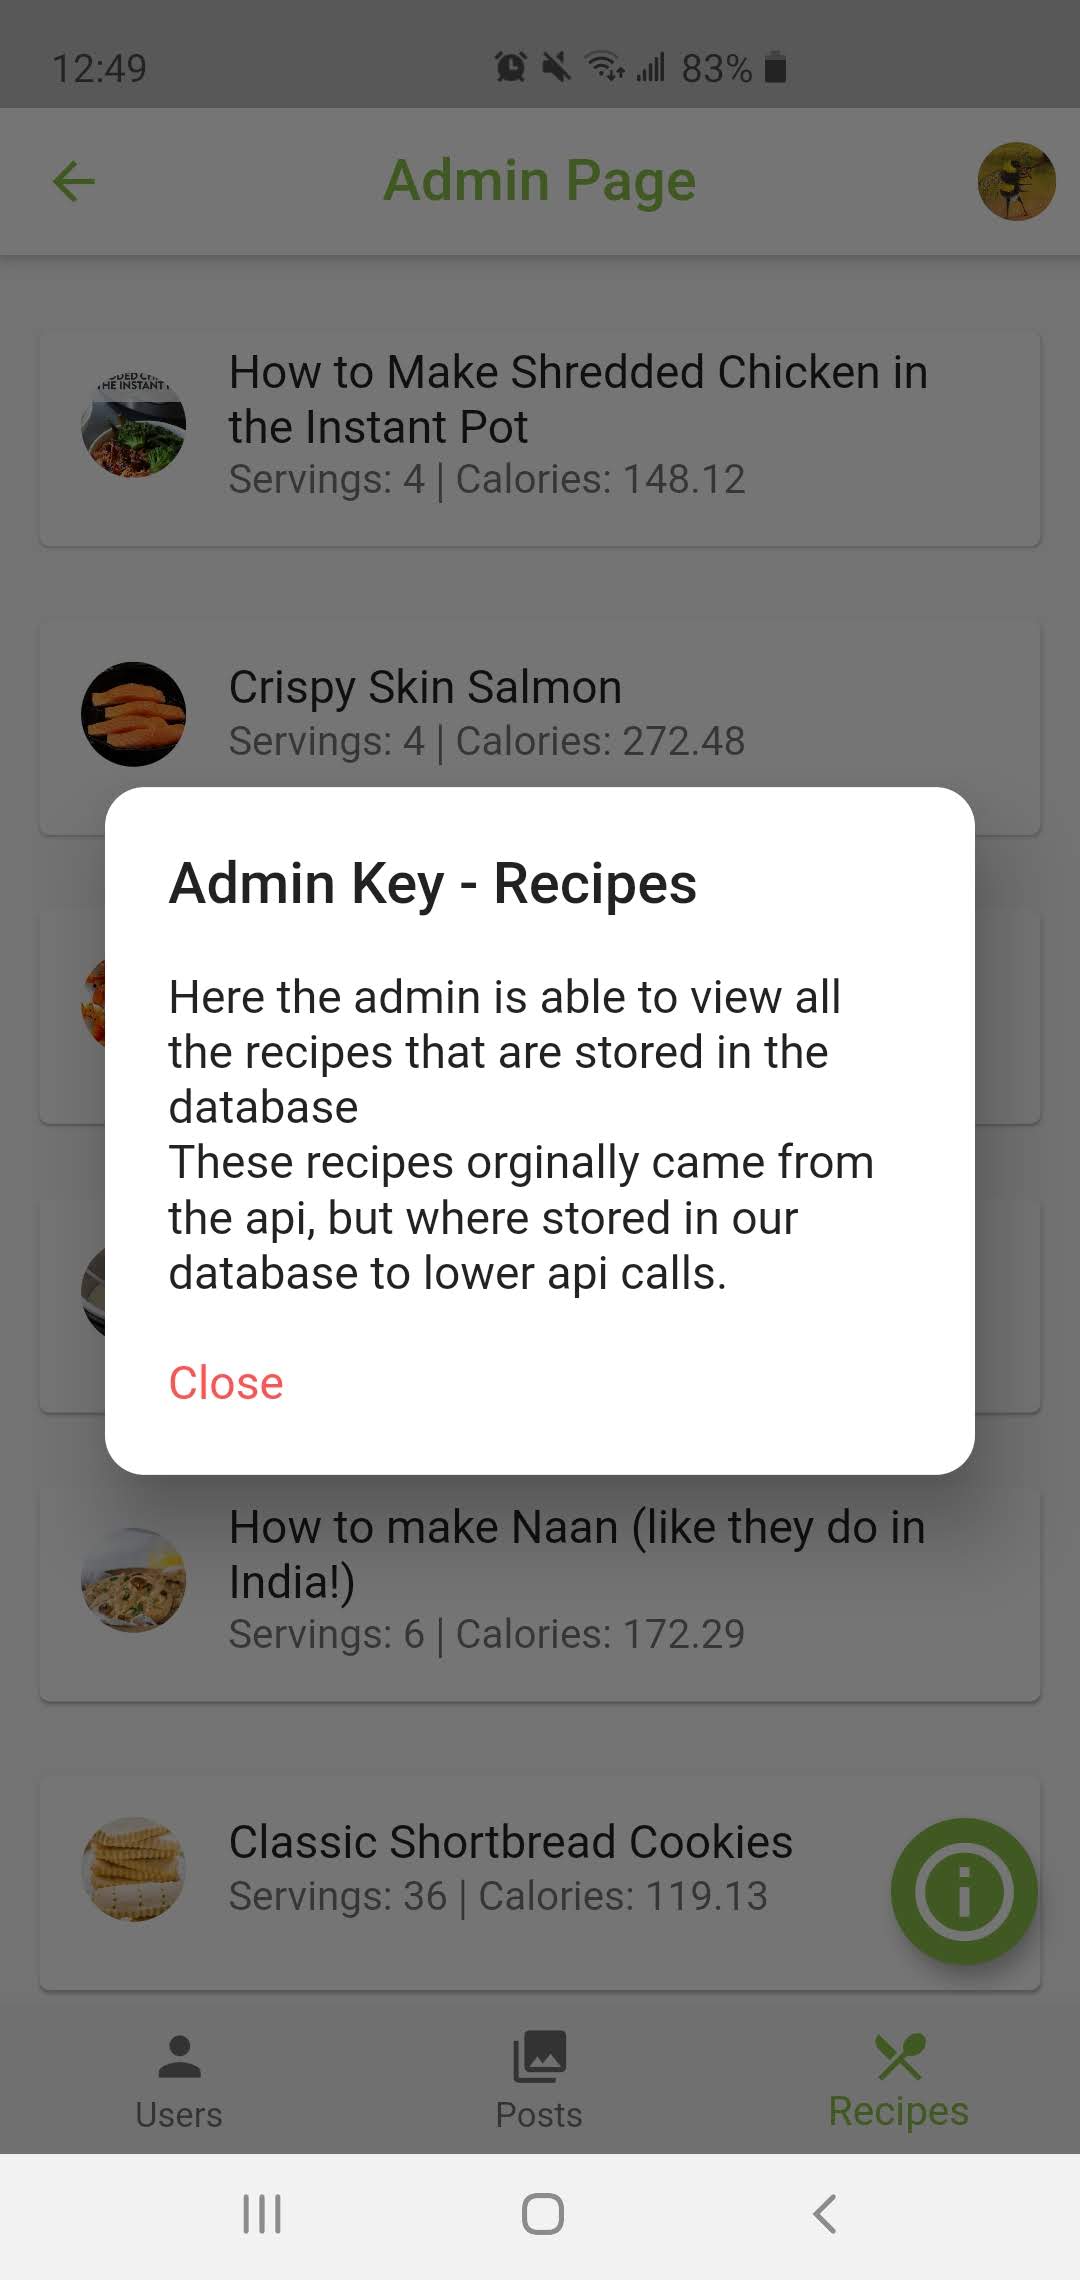 12:49
83%
Admin Page
THE INSTANT
How to Make Shredded Chicken in
the Instant Pot
Servings: 4 | Calories: 148.12
Crispy Skin Salmon
Servings: 4 | Calories: 272.48
Admin Key - Recipes
Here the admin is able to view all
the recipes that are stored in the
database
These recipes orginally came from
the api, but where stored in our
database to lower api calls.
Close
How to make Naan (like they do in
India!)
Servings: 6 | Calories: 172.29
Classic Shortbread Cookies
Servings: 36 | Calories: 119.13
Users
Posts
Recipes